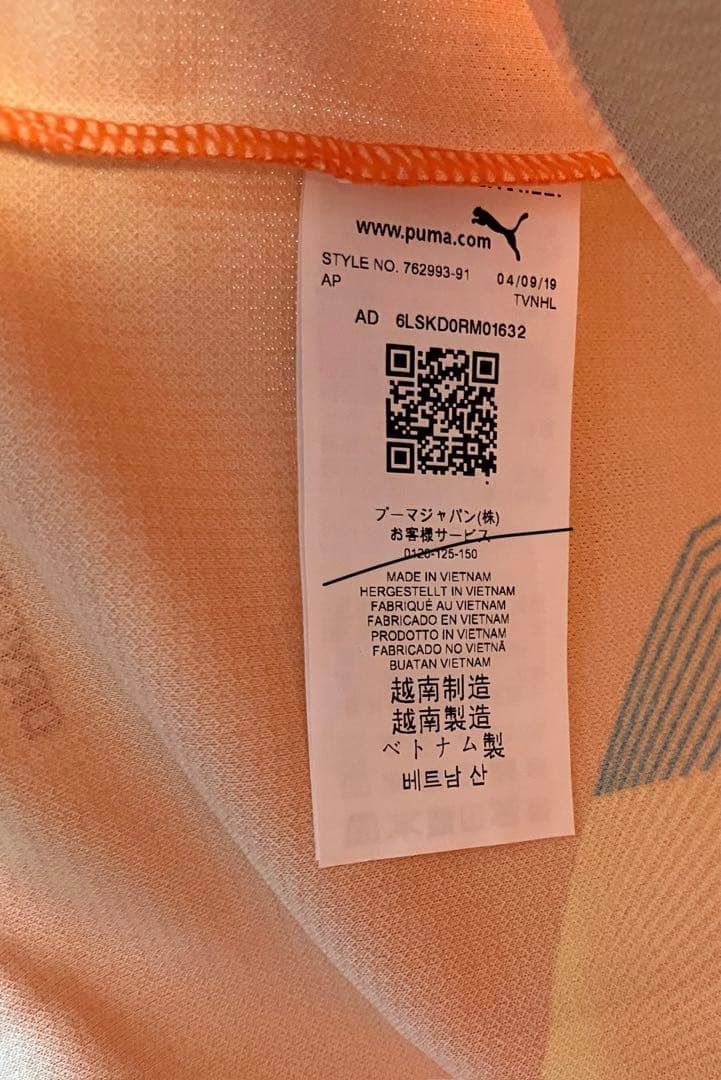 www.puma.com
STYLE NO. 762993-91 04/09/19
AP TVNHL
AD 6LSKD0RM01632
プーマジャパン(株)
お客様サービス
0120-125-150
MADE IN VIETNAM
HERGESTELLT IN VIETNAM
FABRIQUÉ AU VIETNAM
FABRICADO EN VIETNAM
PRODOTTO IN VIETNAM
FABRICADO NO VIETNÃ
BUATAN VIETNAM
越南制造
越南製造
ベトナム製
베트남 산